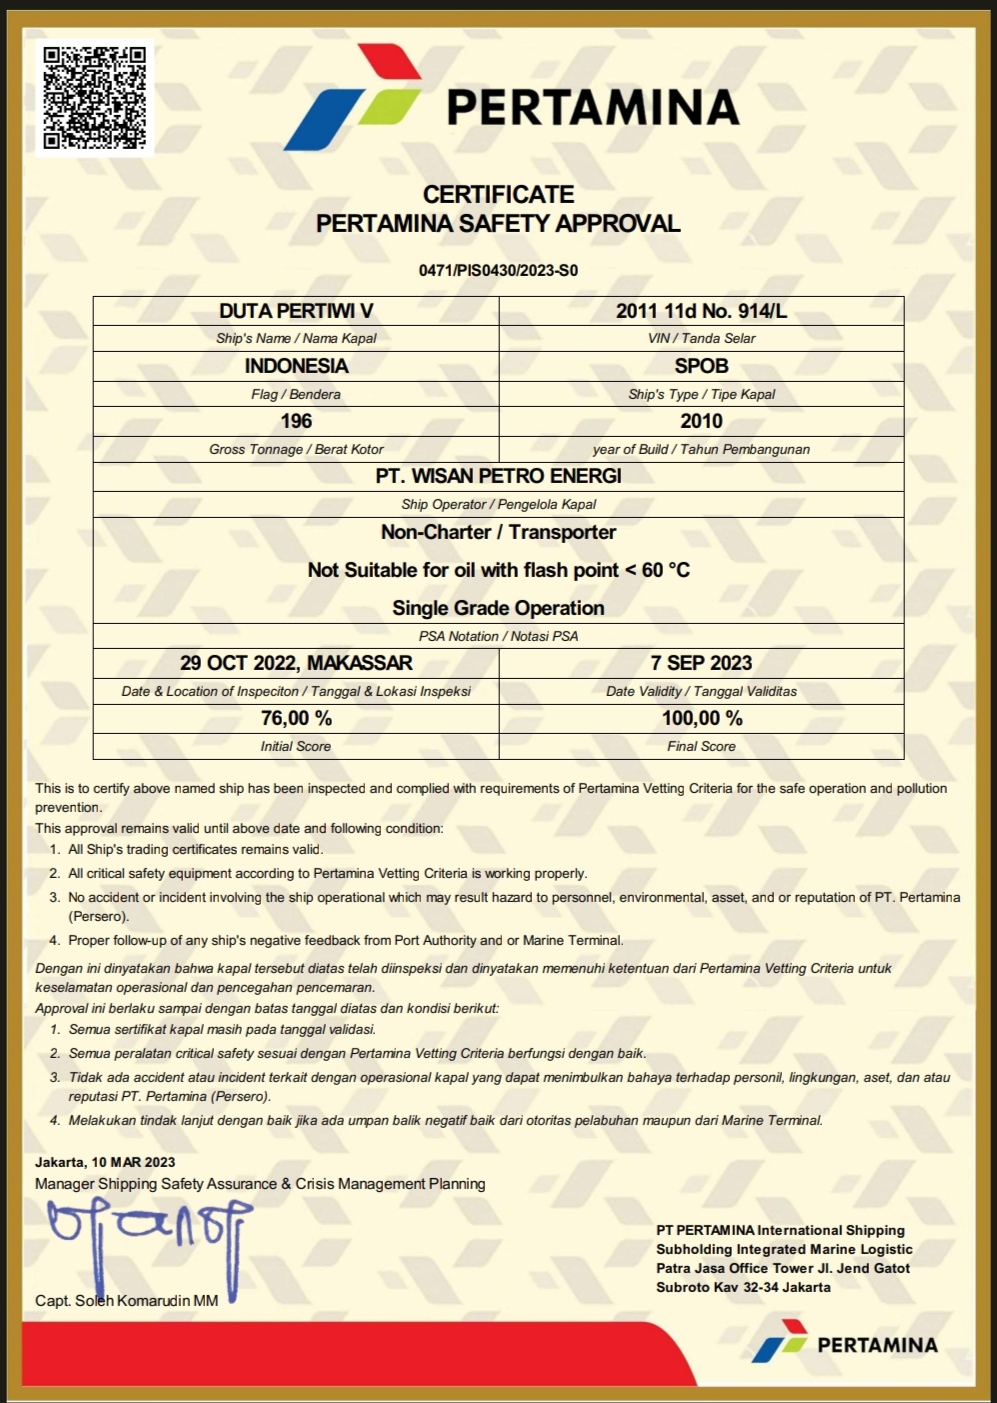 PERTAMINA
CERTIFICATE
PERTAMINA SAFETY APPROVAL
0471/PIS0430/2023-S0
DUTA PERTIWI V
2011 11d No. 914/L
Ship's Name / Nama Kapal
VIN / Tanda Selar
INDONESIA
SPOB
Flag / Bendera
Ship's Type / Tipe Kapal
196
2010
Gross Tonnage / Berat Kotor
year of Build / Tahun Pembangunan
PT. WISAN PETRO ENERGI
Ship Operator / Pengelola Kapal
Non-Charter / Transporter
Not Suitable for oil with flash point < 60 °C
Single Grade Operation
PSA Notation / Notasi PSA
29 OCT 2022, MAKASSAR
7 SEP 2023
Date & Location of Inspeciton / Tanggal & Lokasi Inspeksi
Date Validity / Tanggal Validitas
76,00 %
100,00 %
Initial Score
Final Score
This is to certify above named ship has been inspected and complied with requirements of Pertamina Vetting Criteria for the safe operation and pollution
prevention.
This approval remains valid until above date and following condition:
1. All Ship's trading certificates remains valid.
2. All critical safety equipment according to Pertamina Vetting Criteria is working properly.
3. No accident or incident involving the ship operational which may result hazard to personnel, environmental, asset, and or reputation of PT. Pertamina
(Persero).
4. Proper follow-up of any ship's negative feedback from Port Authority and or Marine Terminal.
Dengan ini dinyatakan bahwa kapal tersebut diatas telah diinspeksi dan dinyatakan memenuhi ketentuan dari Pertamina Vetting Criteria untuk
keselamatan operasional dan pencegahan pencemaran.
Approval ini berlaku sampai dengan batas tanggal diatas dan kondisi berikut:
1. Semua sertifikat kapal masih pada tanggal validasi.
2. Semua peralatan critical safety sesuai dengan Pertamina Vetting Criteria berfungsi dengan baik.
3. Tidak ada accident atau incident terkait dengan operasional kapal yang dapat menimbulkan bahaya terhadap personil, lingkungan, aset, dan atau
reputasi PT. Pertamina (Persero).
4. Melakukan tindak lanjut dengan baik jika ada umpan balik negatif baik dari otoritas pelabuhan maupun dari Marine Terminal.
Jakarta, 10 MAR 2023
Manager Shipping Safety Assurance & Crisis Management Planning
Capt. Soleh Komarudin MM
PT PERTAMINA International Shipping
Subholding Integrated Marine Logistic
Patra Jasa Office Tower Jl. Jend Gatot
Subroto Kav 32-34 Jakarta
PERTAMINA